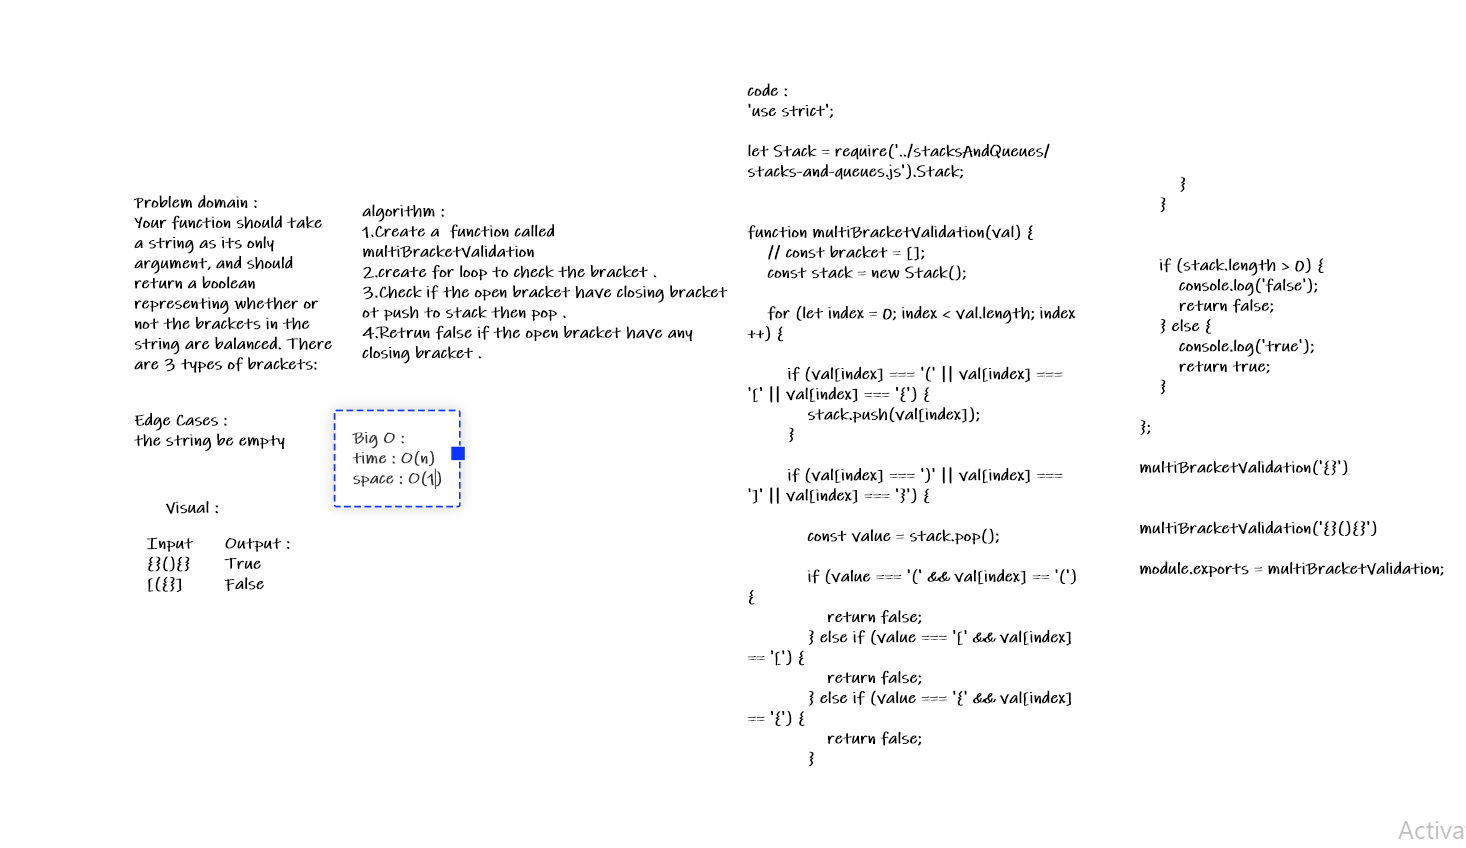 Problem domain :
Your function should take
a string as its only
argument, and should
return a boolean
representing whether or
not the brackets in the
string are balanced. There
are 3 types of brackets:
Edge Cases :
the string be empty
Visual :
Input Output :
{}(){} True
[({}] False
algorithm :
1.Create a function called
multiBracketValidation
2.create for loop to check the bracket .
3.Check if the open bracket have closing bracket
ot push to stack then pop .
4.Retrun false if the open bracket have any
closing bracket .
Big O :
time : O(n)
space : O(1)
code :
'use strict';
let Stack = require('../stacksAndQueues/
stacks-and-queues.js').Stack;
function multiBracketValidation(val) {
// const bracket = [];
const stack = new Stack();
for (let index = 0; index < val.length; index
++) {
if (val[index] === '(' || val[index] ===
'[' || val[index] === '{') {
stack.push(val[index]);
}
if (val[index] === ')' || val[index] ===
']' || val[index] === '}') {
const value = stack.pop();
if (value === '(' && val[index] == '(')
{
return false;
} else if (value === '[' && val[index]
== '[') {
return false;
} else if (value === '{' && val[index]
== '{') {
return false;
}
}
}
if (stack.length > 0) {
console.log('false');
return false;
} else {
console.log('true');
return true;
}
};
multiBracketValidation('{}')
multiBracketValidation('{}(){}')
module.exports = multiBracketValidation;
Activa